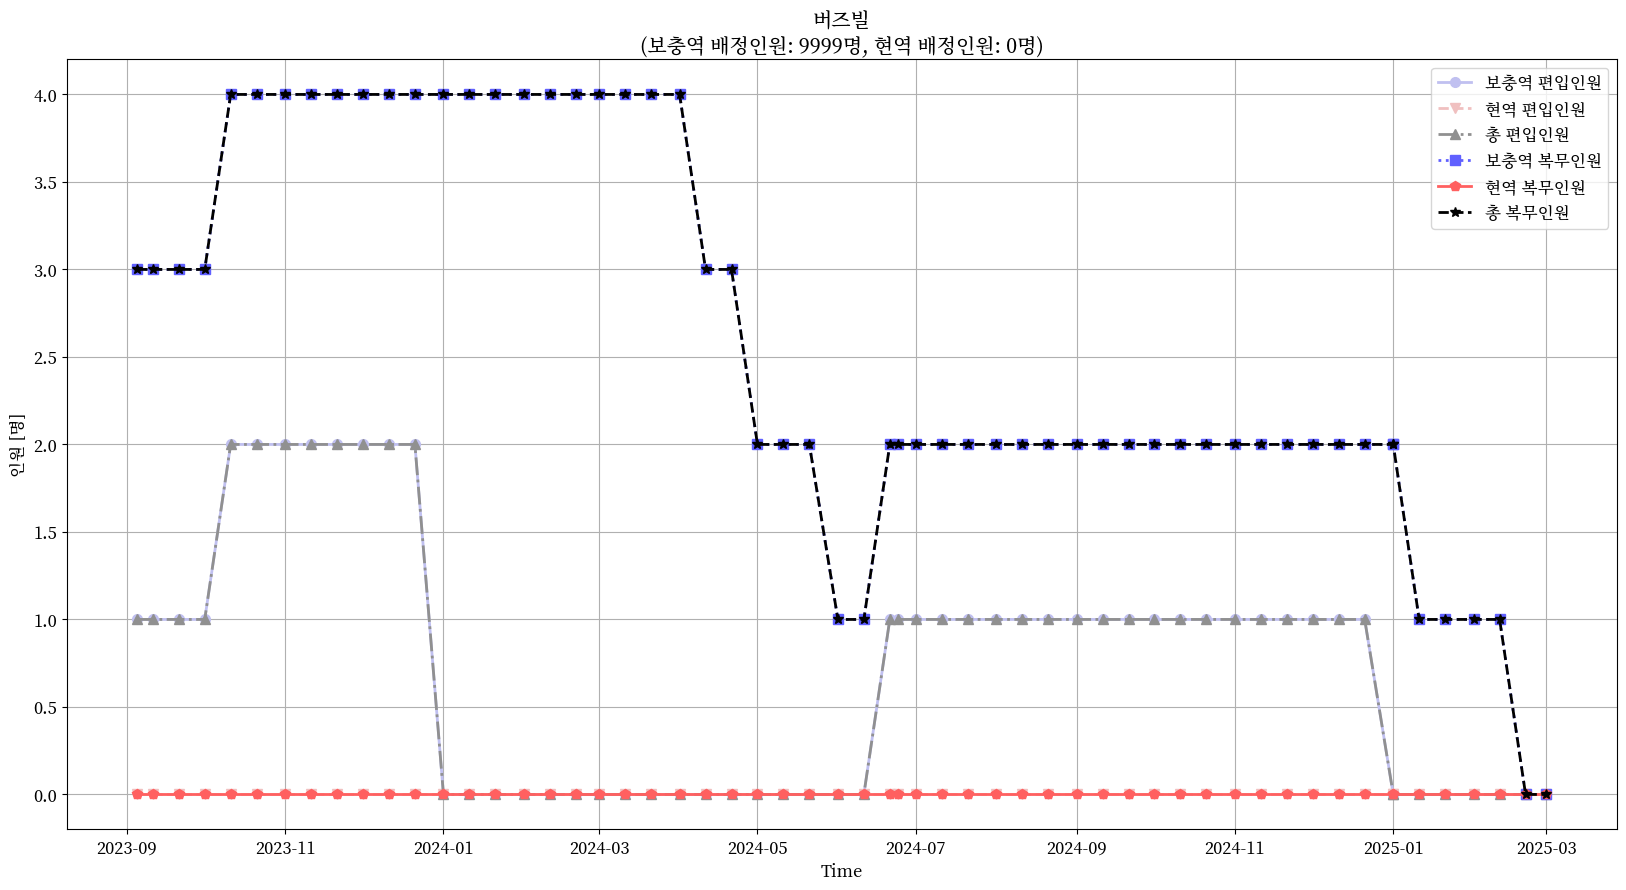 버즈빌
(보충역 배정인원: 9999명, 현역 배정인원: 0명)
보충역 편입인원
현역 편입인원
총 편입인원
보충역 복무인원
현역 복무인원
총 복무인원
4.0
3.5
3.0
2.5
2.0
1.5
1.0
0.5
0.0
인원 [명]
2023-09
2023-11
2024-01
2024-03
2024-05
2024-07
2024-09
2024-11
2025-01
2025-03
Time